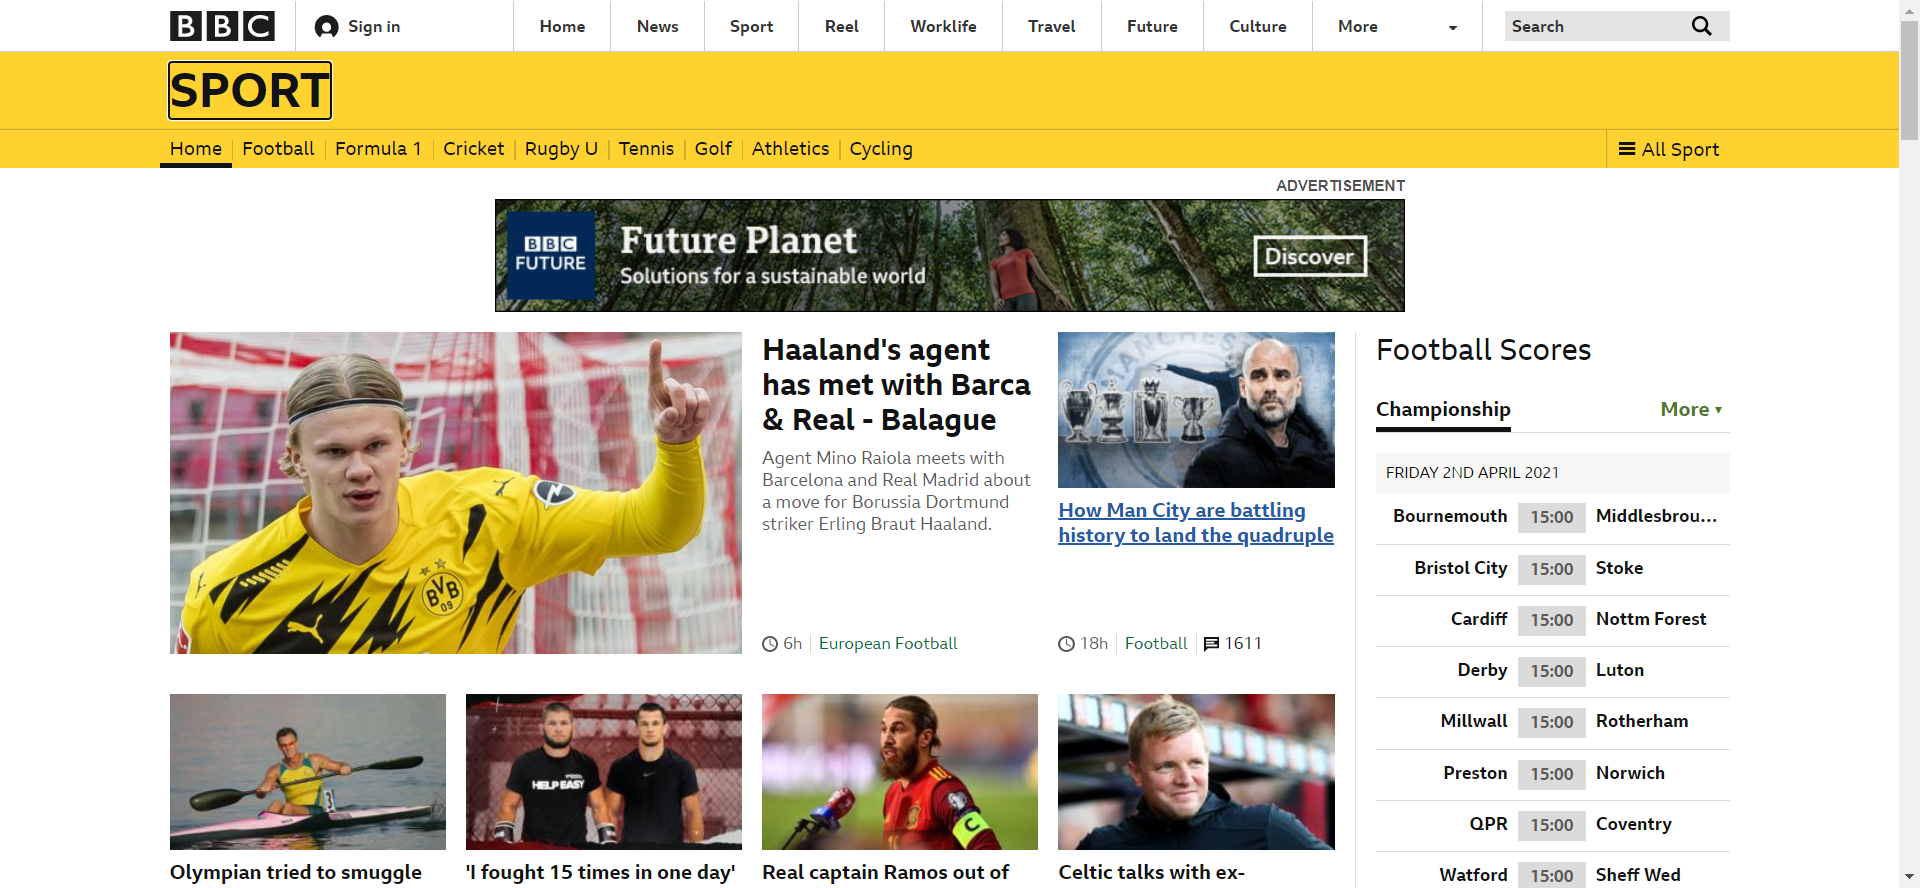 BBC
Sign in
Home
News
Sport
Reel
Worklife
Travel
Future
Culture
More
Search
SPORT
Home
Football
Formula 1
Cricket
Rugby U
Tennis
Golf
Athletics
Cycling
All Sport
ADVERTISEMENT
BBC
FUTURE
Future Planet
Solutions for a sustainable world
Discover
Haaland's agent
has met with Barca
& Real - Balague
Agent Mino Raiola meets with
Barcelona and Real Madrid about
a move for Borussia Dortmund
striker Erling Braut Haaland.
6h
European Football
BVB
09
MANCHESTER
How Man City are battling
history to land the quadruple
18h
Football
1611
HELP EASY
C
Olympian tried to smuggle
'I fought 15 times in one day'
Real captain Ramos out of
Celtic talks with ex-
Football Scores
Championship
More
FRIDAY 2ND APRIL 2021
Bournemouth 15:00 Middlesbrou...
Bristol City 15:00 Stoke
Cardiff 15:00 Nottm Forest
Derby 15:00 Luton
Millwall 15:00 Rotherham
Preston 15:00 Norwich
QPR 15:00 Coventry
Watford 15:00 Sheff Wed